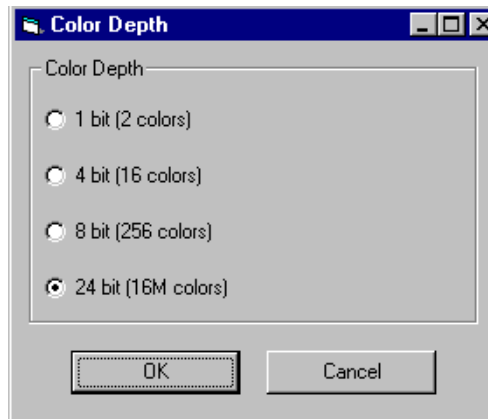 Color Depth
Color Depth
1 bit (2 colors)
4 bit (16 colors)
8 bit (256 colors)
24 bit (16M colors)
OK Cancel